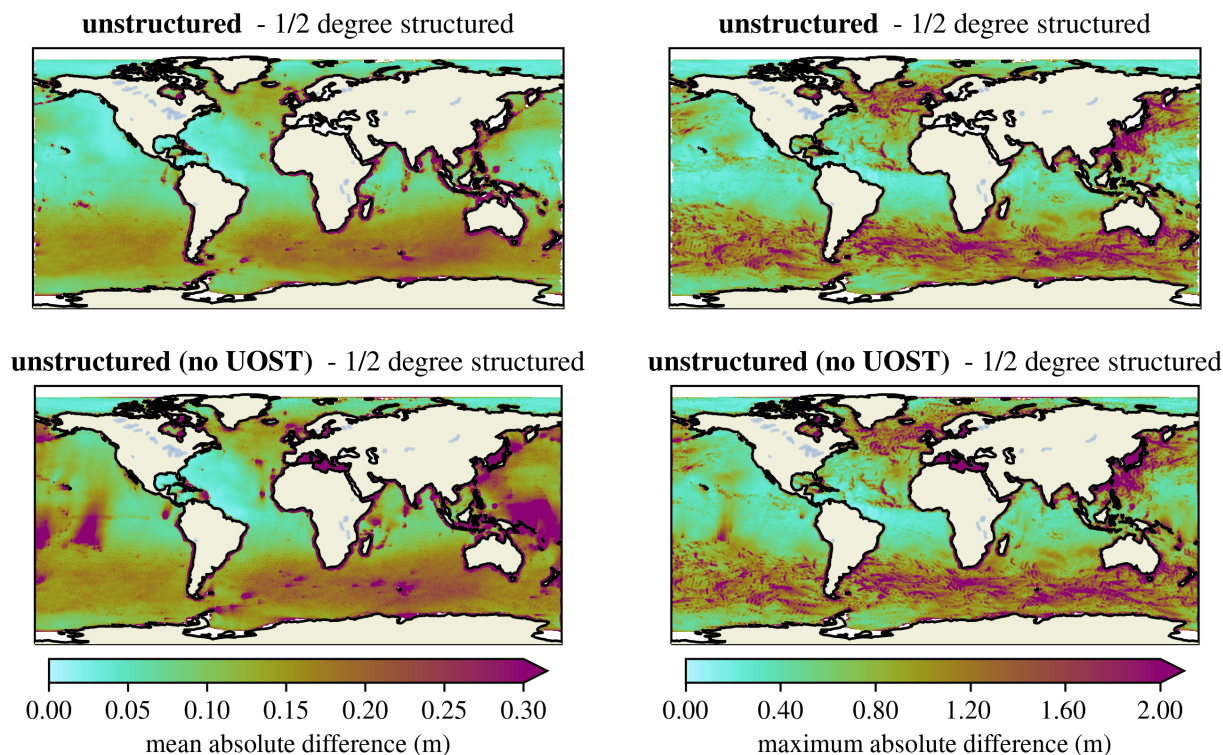 unstructured - 1/2 degree structured
unstructured - 1/2 degree structured
unstructured (no UOST) - 1/2 degree structured
unstructured (no UOST) - 1/2 degree structured
0.00 0.05 0.10 0.15 0.20 0.25 0.30
mean absolute difference (m)
0.00 0.40 0.80 1.20 1.60 2.00
maximum absolute difference (m)